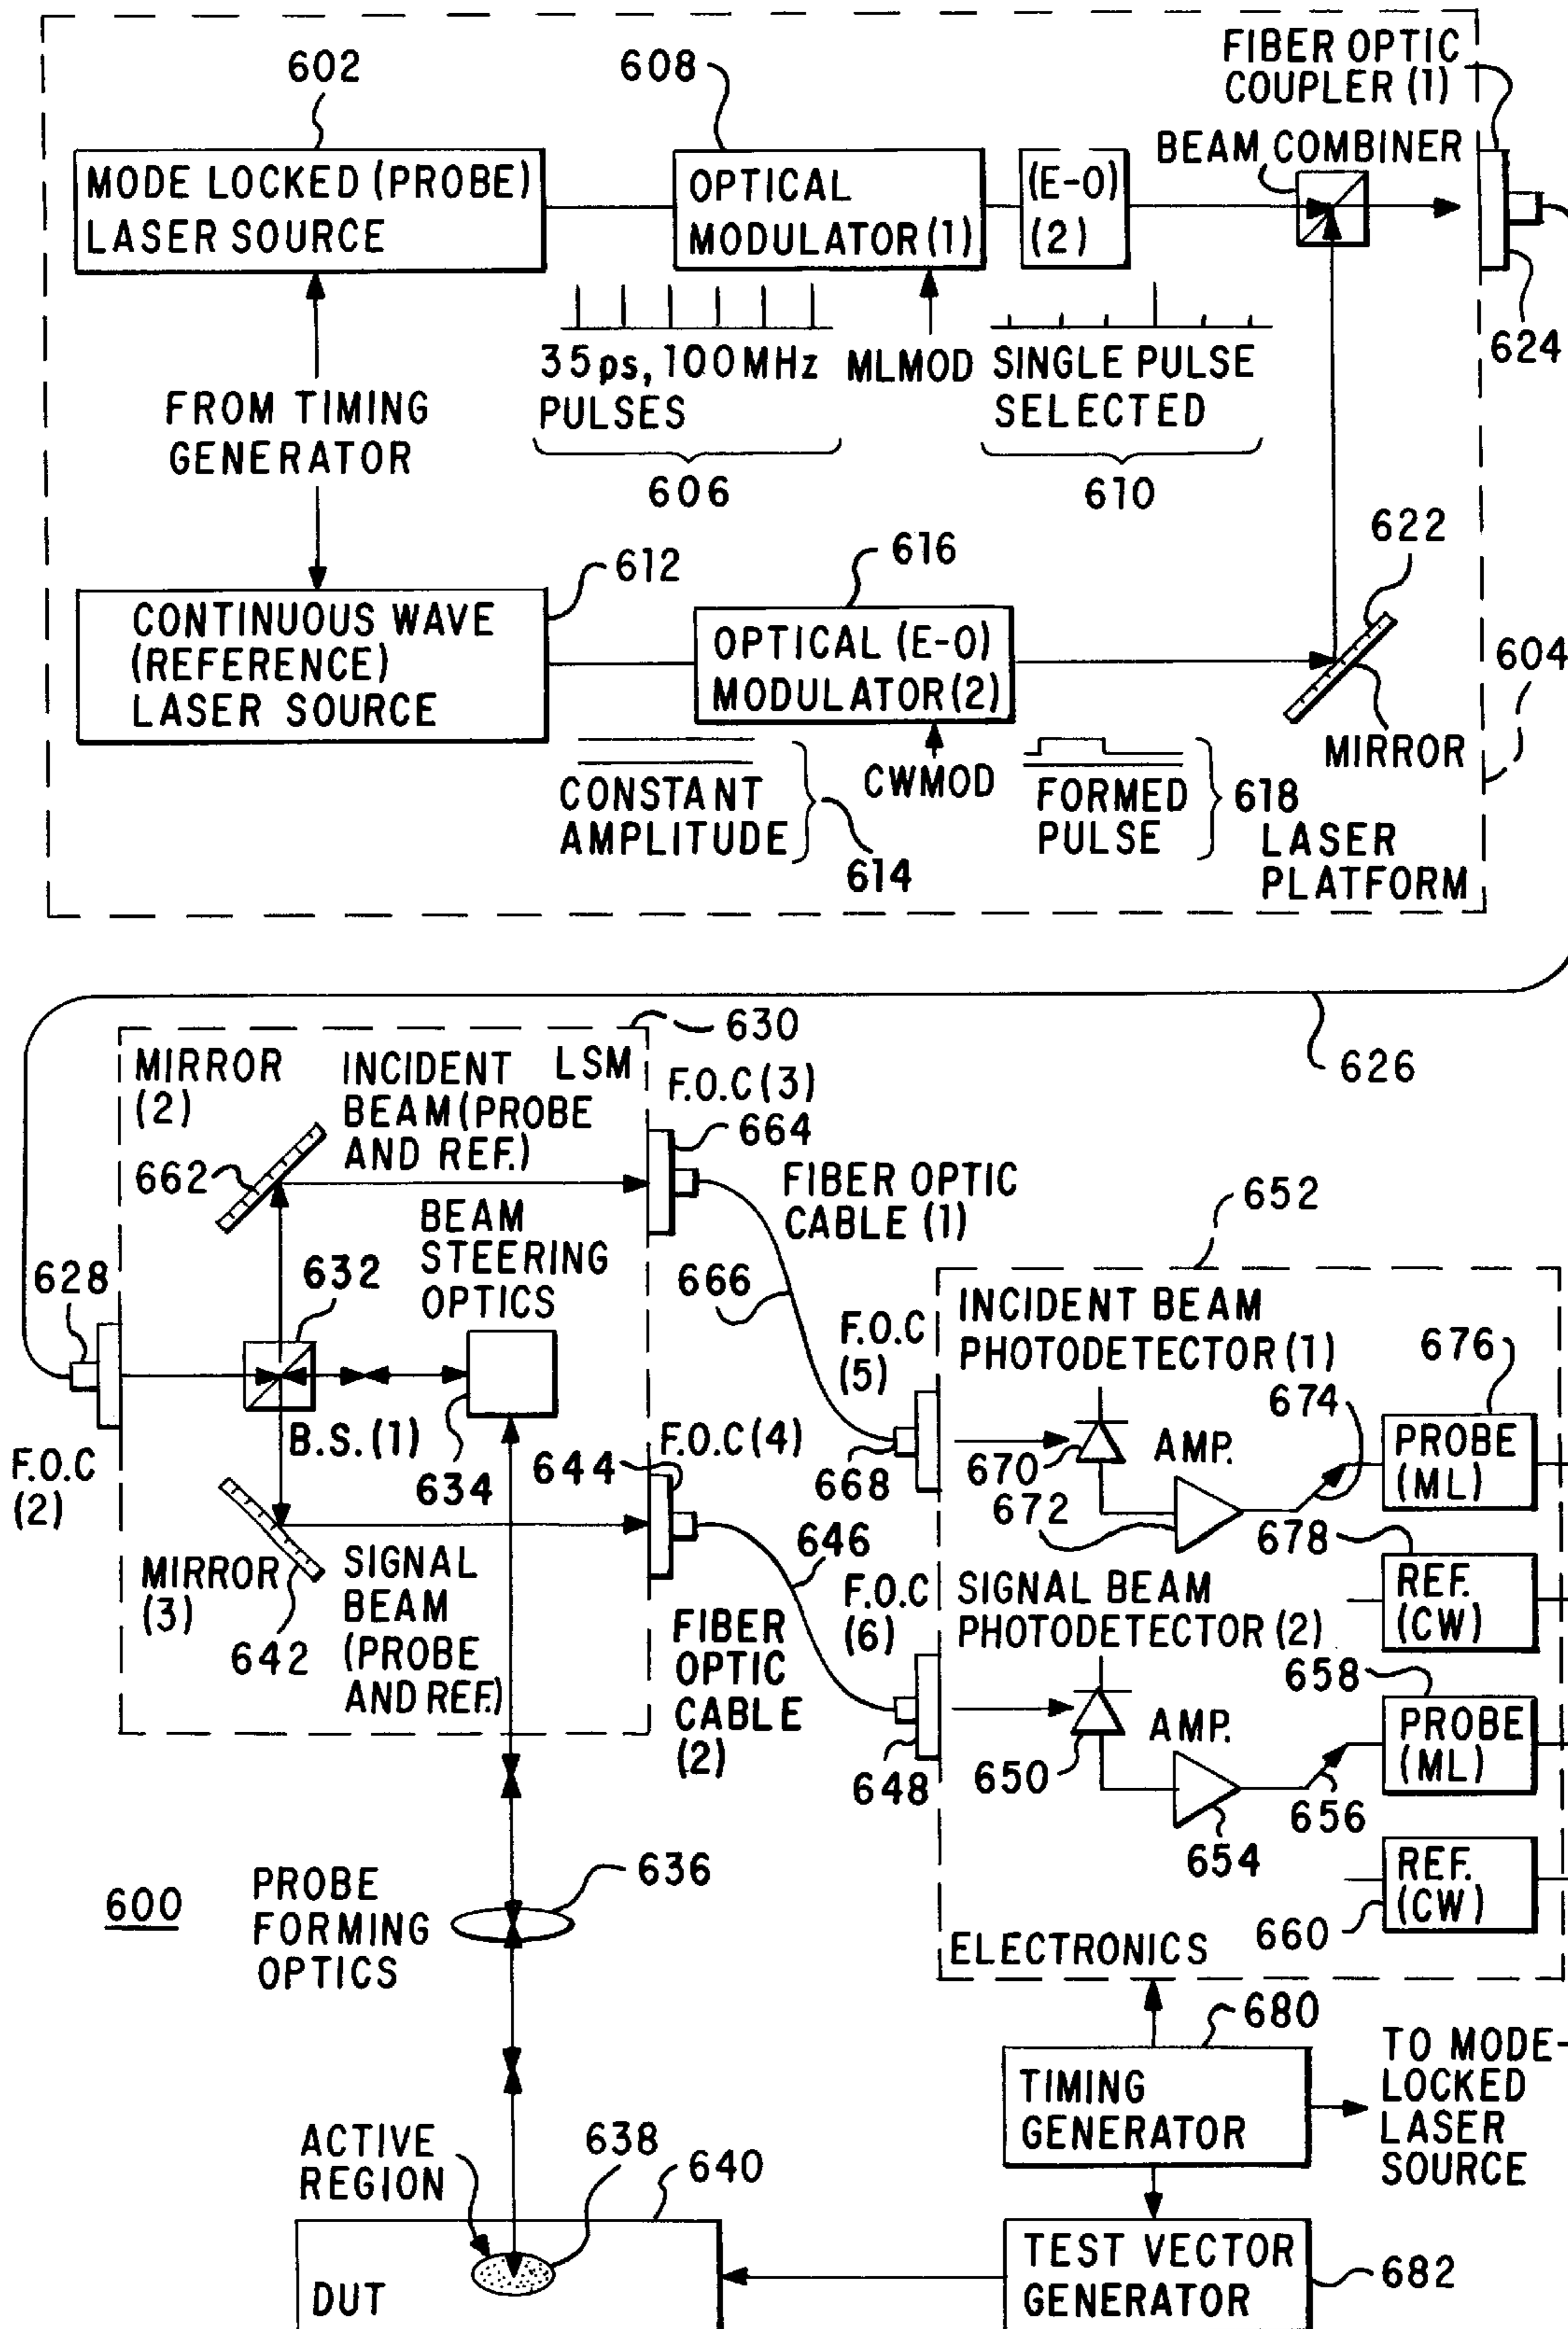 602
608
FIBER OPTIC
COUPLER (1)
BEAM COMBINER
MODE LOCKED (PROBE)
LASER SOURCE
OPTICAL
MODULATOR (1)
(E-O)
(2)
624
35ps, 100 MHz
PULSES
MLMOD
SINGLE PULSE
SELECTED
FROM TIMING
GENERATOR
606
610
612
616
622
604
CONTINUOUS WAVE
(REFERENCE)
LASER SOURCE
OPTICAL (E-O)
MODULATOR (2)
MIRROR
CONSTANT
AMPLITUDE
614
CWMOD
FORMED
PULSE
618
LASER
PLATFORM
626
630
MIRROR
(2)
INCIDENT
BEAM (PROBE
AND REF.)
LSM
F.O.C (3)
664
662
FIBER OPTIC
CABLE (1)
652
BEAM
STEERING
OPTICS
628
632
666
F.O.C
(5)
INCIDENT BEAM
PHOTODETECTOR (1)
676
674
B.S. (1)
F.O.C
(2)
634
644
F.O.C (4)
668
670
AMP.
PROBE
(ML)
672
678
MIRROR
(3)
642
SIGNAL
BEAM
(PROBE
AND REF.)
646
FIBER
OPTIC
CABLE
(2)
F.O.C
(6)
SIGNAL BEAM
PHOTODETECTOR (2)
REF.
(CW)
658
648
650
AMP.
PROBE
(ML)
656
654
600
PROBE
FORMING
OPTICS
636
REF.
(CW)
660
ELECTRONICS
680
TIMING
GENERATOR
TO MODE-
LOCKED
LASER
SOURCE
ACTIVE
REGION
638
640
DUT
TEST VECTOR
GENERATOR
682